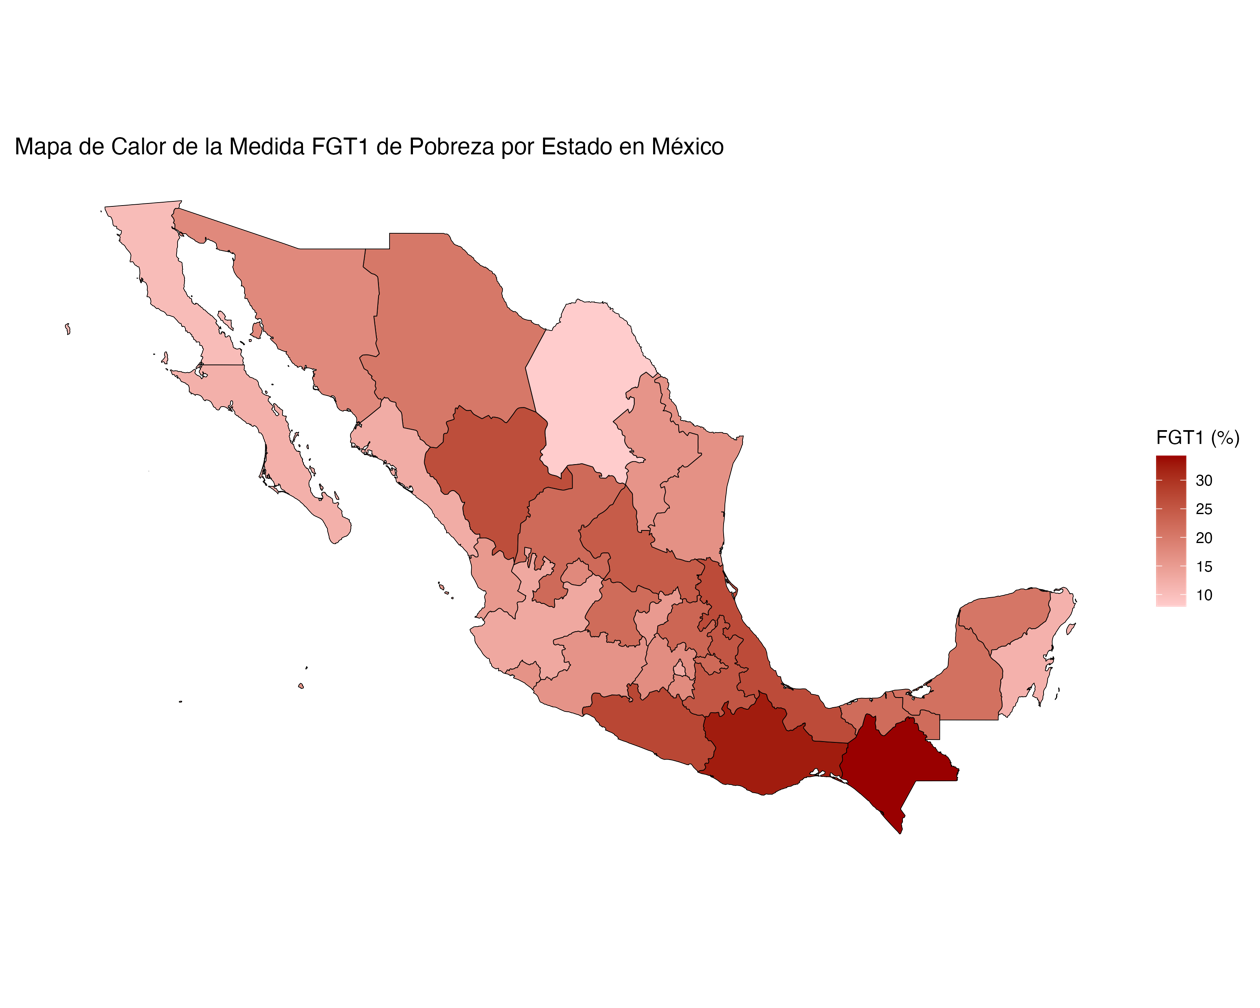 Mapa de Calor de la Medida FGT1 de Pobreza por Estado en México
FGT1 (%)
30
25
20
15
10